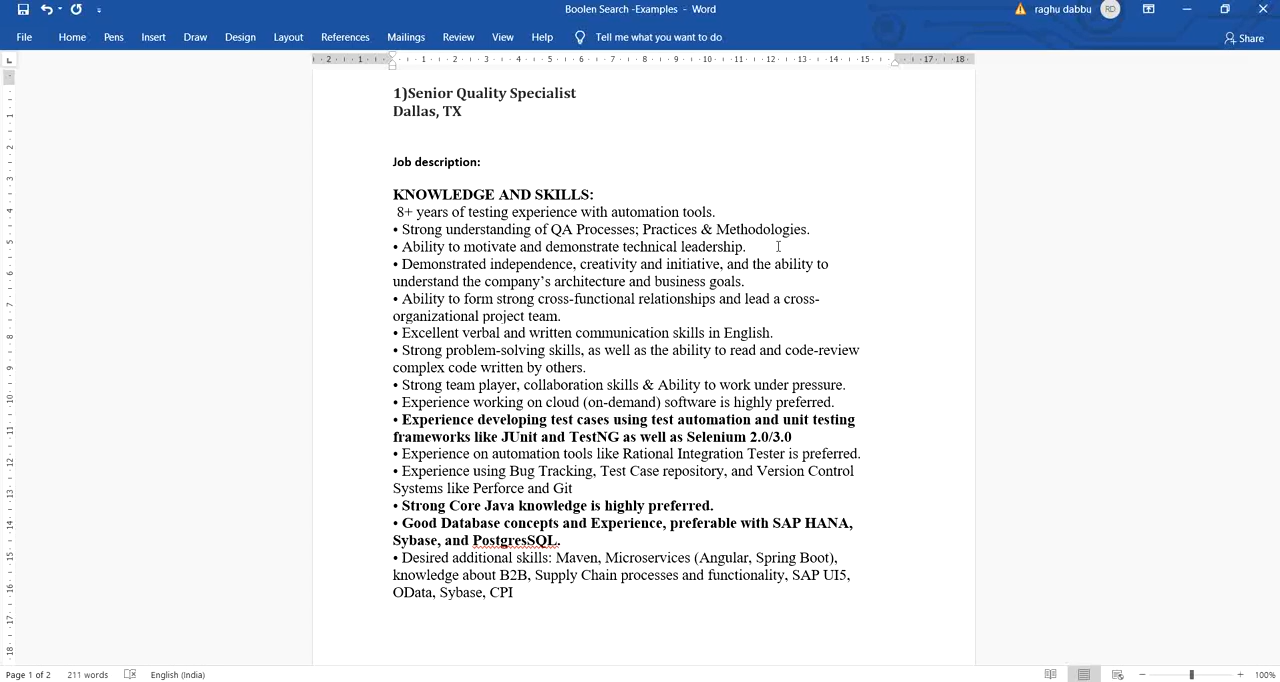 Boolen Search -Examples - Word
raghu dabbu
RD
File
Home
Pens
Insert
Draw
Design
Layout
References
Mailings
Review
View
Help
Tell me what you want to do
Share
1)Senior Quality Specialist
Dallas, TX
Job description:
KNOWLEDGE AND SKILLS:
8+ years of testing experience with automation tools.
• Strong understanding of QA Processes; Practices & Methodologies.
• Ability to motivate and demonstrate technical leadership.
• Demonstrated independence, creativity and initiative, and the ability to
understand the company's architecture and business goals.
• Ability to form strong cross-functional relationships and lead a cross-
organizational project team.
• Excellent verbal and written communication skills in English.
• Strong problem-solving skills, as well as the ability to read and code-review
complex code written by others.
• Strong team player, collaboration skills & Ability to work under pressure.
• Experience working on cloud (on-demand) software is highly preferred.
• Experience developing test cases using test automation and unit testing
frameworks like JUnit and TestNG as well as Selenium 2.0/3.0
• Experience on automation tools like Rational Integration Tester is preferred.
• Experience using Bug Tracking, Test Case repository, and Version Control
Systems like Perforce and Git
• Strong Core Java knowledge is highly preferred.
• Good Database concepts and Experience, preferable with SAP HANA,
Sybase, and PostgresSQL.
• Desired additional skills: Maven, Microservices (Angular, Spring Boot),
knowledge about B2B, Supply Chain processes and functionality, SAP UI5,
OData, Sybase, CPI
Page 1 of 2
211 words
English (India)
100%